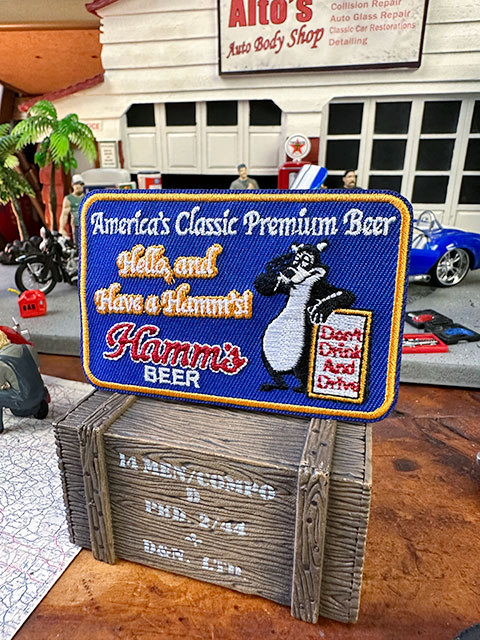 Alto's
Auto Body Shop
Collision Repair
Auto Glass Repair
Classic Car Restorations
Detailing
America's Classic Premium Beer
Hello, and
Have a Hamm's!
Hamm's
BEER
Don't
Drink
And
Drive
14 MEN/COMPO
D
PRD. 2/44
D&N. LTD.